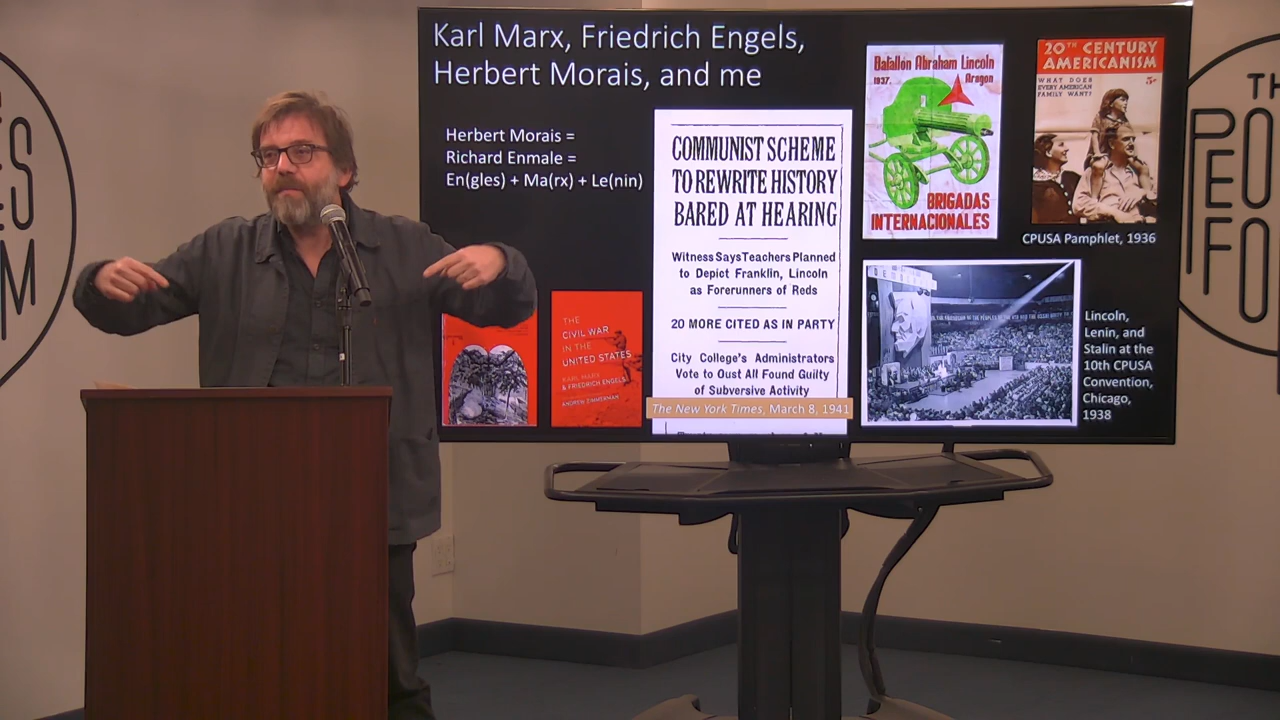 Karl Marx, Friedrich Engels,
Herbert Morais, and me
Herbert Morais =
Richard Enmale =
En(gles) + Ma(rx) + Le(nin)
THE
CIVIL WAR
IN THE
UNITED STATES
KARL MARX
& FRIEDRICH ENGELS
ANDREW ZIMMERMAN
COMMUNIST SCHEME
TO REWRITE HISTORY
BARED AT HEARING
Witness Says Teachers Planned
to Depict Franklin, Lincoln
as Forerunners of Reds
20 MORE CITED AS IN PARTY
City College's Administrators
Vote to Oust All Found Guilty
of Subversive Activity
The New York Times, March 8, 1941
Batallon Abraham Lincoln
1937. Aragon
BRIGADAS
INTERNACIONALES
20TH CENTURY
AMERICANISM
WHAT DOES
EVERY AMERICAN
FAMILY WANT?
5¢
CPUSA Pamphlet, 1936
Lincoln,
Lenin, and
Stalin at the
10th CPUSA
Convention,
Chicago,
1938
TH
PEO
FO
ES
M